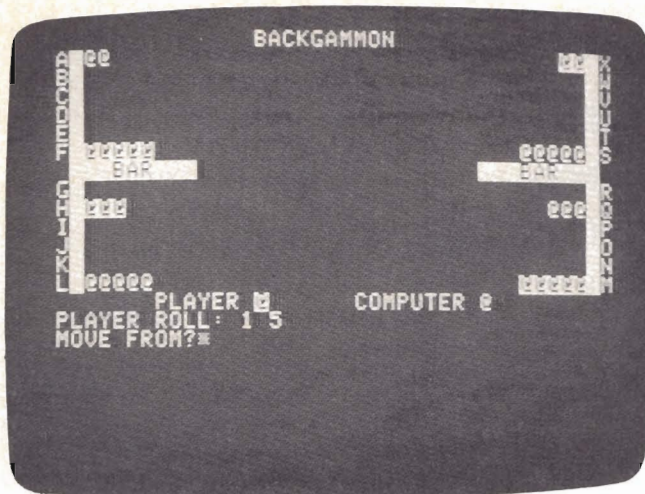 BACKGAMMON
A @@ @@ X
B W
C V
D U
E T
F @@@@@ @@@@@ S
BAR BAR
G R
H @@@ @@@ Q
I P
J O
K N
L @@@@@ @@@@@ M
PLAYER @ COMPUTER @
PLAYER ROLL: 1 5
MOVE FROM?